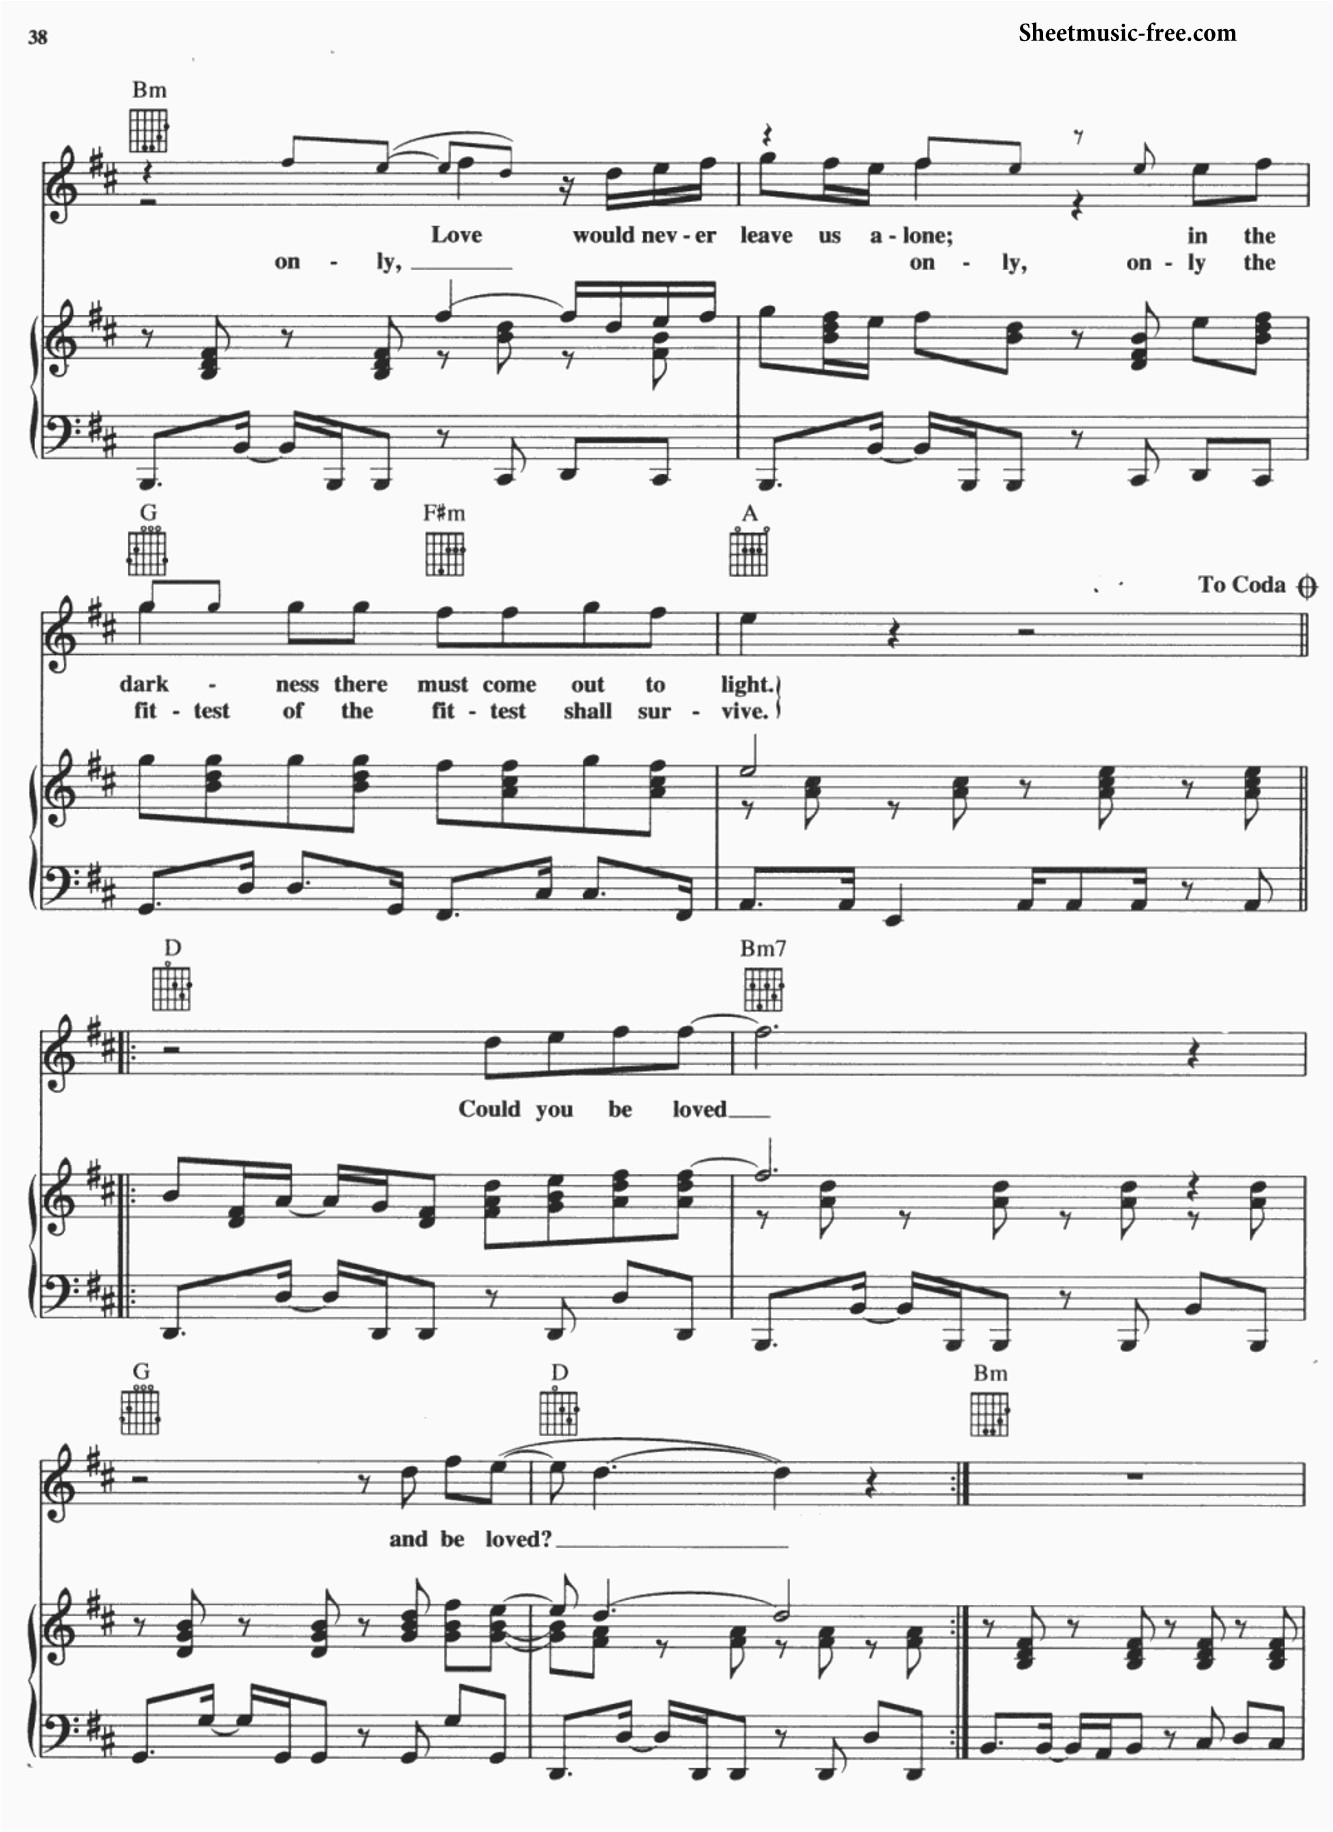 38
Sheetmusic-free.com
Bm
Love would nev - er leave us a - lone; in the
on - ly, on - ly, on - ly the
G F#m A
To Coda
dark - ness there must come out to light.
fit - test of the fit - test shall sur - vive.
D Bm7
Could you be loved
G D Bm
and be loved?